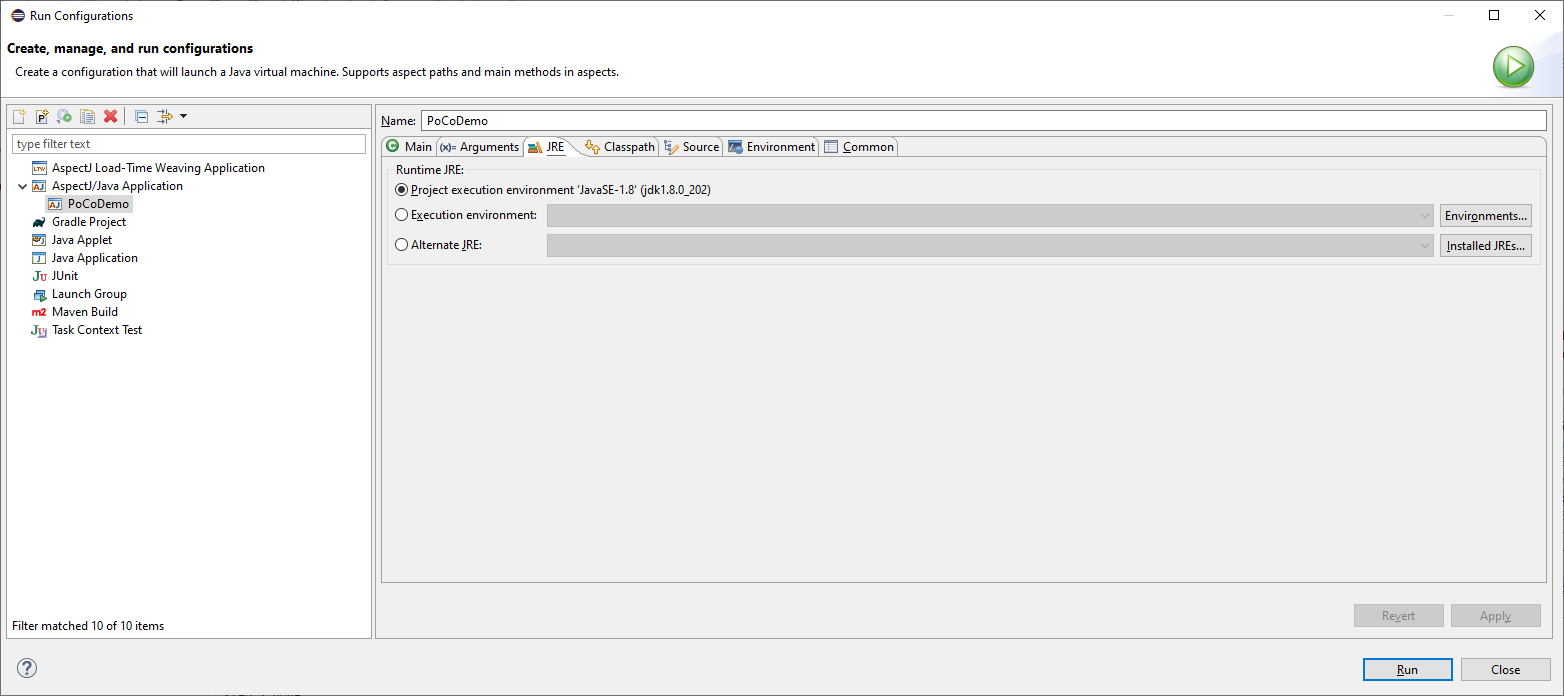 Run Configurations
Create, manage, and run configurations
Create a configuration that will launch a Java virtual machine. Supports aspect paths and main methods in aspects.
type filter text
AspectJ Load-Time Weaving Application
AspectJ/Java Application
PoCoDemo
Gradle Project
Java Applet
Java Application
JUnit
Launch Group
Maven Build
Task Context Test
Filter matched 10 of 10 items
Name: PoCoDemo
Main (x)= Arguments JRE Classpath Source Environment Common
Runtime JRE:
Project execution environment 'JavaSE-1.8' (jdk1.8.0_202)
Execution environment: Environments...
Alternate JRE: Installed JREs...
Revert Apply
? Run Close